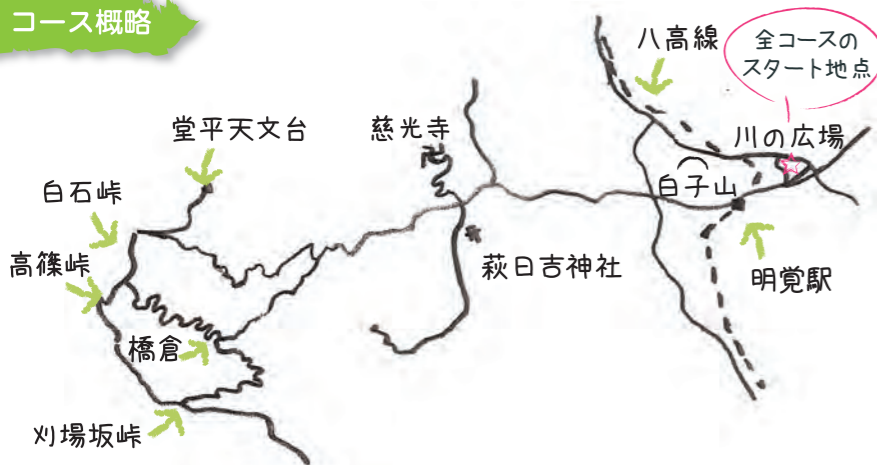 コース概略
八高線
全コースの
スタート地点
堂平天文台
慈光寺
川の広場
白石峠
白子山
高篠峠
萩日吉神社
明覚駅
橋倉
刈場坂峠